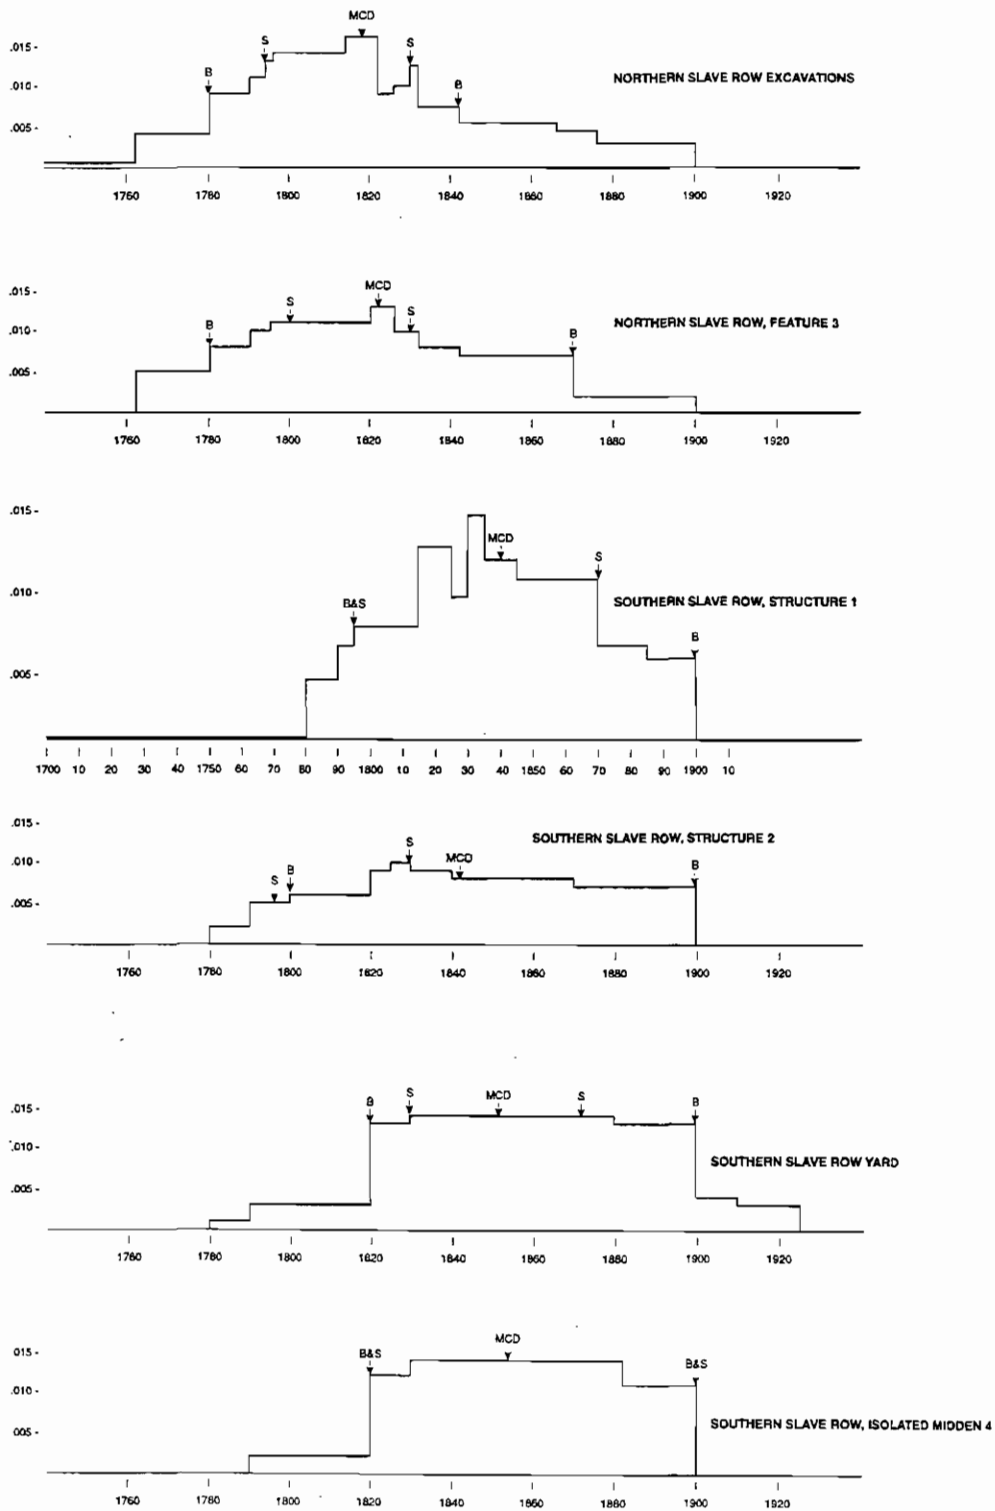 MCD
.015 -
S
S
.010 -
B
B
NORTHERN SLAVE ROW EXCAVATIONS
.005 -
1760 1780 1800 1820 1840 1860 1880 1900 1920
MCD
.015 -
S
S
B
B
NORTHERN SLAVE ROW, FEATURE 3
.010 -
.005 -
1760 1780 1800 1820 1840 1860 1880 1900 1920
.015 -
MCD
S
.010 -
B&S
SOUTHERN SLAVE ROW, STRUCTURE 1
B
.005 -
1700 10 20 30 40 1750 60 70 80 90 1800 10 20 30 40 1850 60 70 80 90 1900 10
.015 -
SOUTHERN SLAVE ROW, STRUCTURE 2
S
MCD
.010 -
B
B
S
.005 -
1760 1780 1800 1820 1840 1860 1880 1900 1920
S
MCD
S
B
B
.015 -
.010 -
SOUTHERN SLAVE ROW YARD
.005 -
1760 1780 1800 1820 1840 1860 1880 1900 1920
MCD
015 -
B&S
B&S
.010 -
SOUTHERN SLAVE ROW, ISOLATED MIDDEN 4
005 -
1760 1780 1800 1820 1840 1860 1880 1900 1920